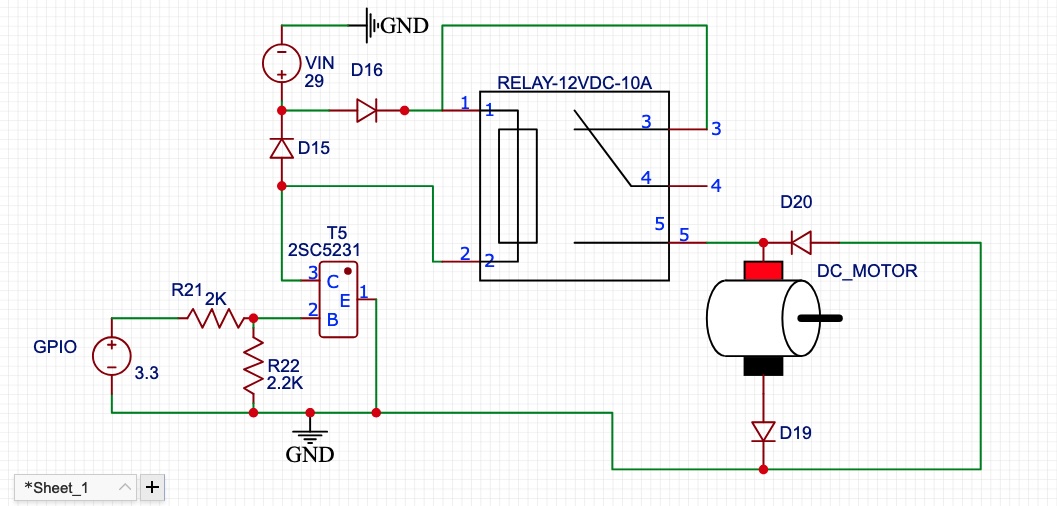 GND
VIN
29
D16
RELAY-12VDC-10A
1
1
3
3
D15
4
4
D20
5
5
T5
2SC5231
2
2
DC_MOTOR
3
C
R21
2K
E
1
2
B
GPIO
3.3
R22
2.2K
D19
GND
*Sheet_1
+